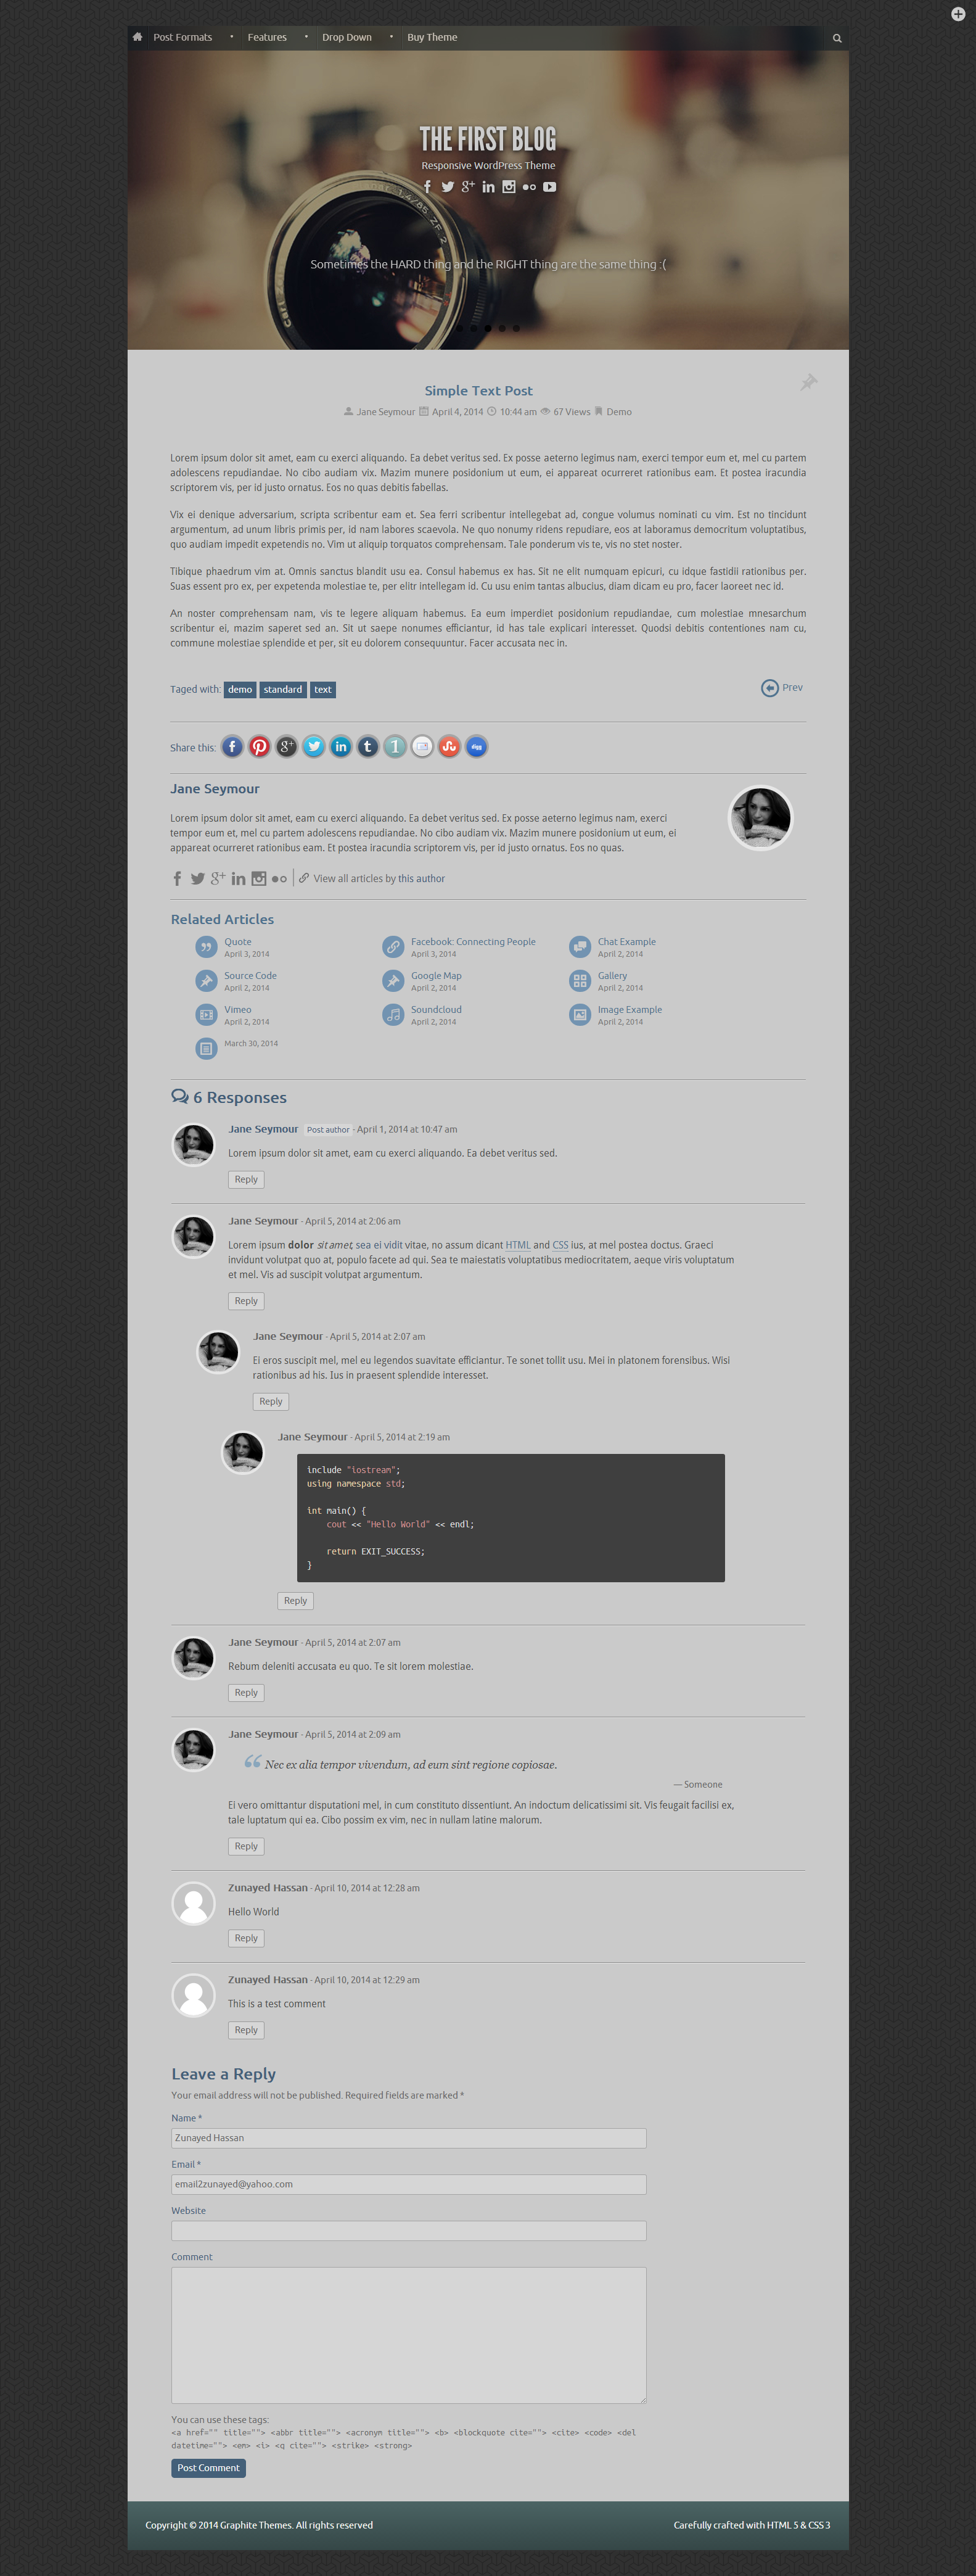 Post Formats • Features • Drop Down • Buy Theme
THE FIRST BLOG
Responsive WordPress Theme
Sometimes the HARD thing and the RIGHT thing are the same thing :(
Simple Text Post
Jane Seymour April 4, 2014 10:44 am 67 Views Demo
Lorem ipsum dolor sit amet, eam cu exerci aliquando. Ea debet veritus sed. Ex posse aeterno legimus nam, exerci tempor eum et, mel cu partem
adolescens repudiandae. No cibo audiam vix. Mazim munere posidonium ut eum, ei appareat ocurreret rationibus eam. Et postea iracundia
scriptorem vis, per id justo ornatus. Eos no quas debitis fabellas.
Vix ei denique adversarium, scripta scribentur eam et. Sea ferri scribentur intellegebat ad, congue volumus nominati cu vim. Est no tincidunt
argumentum, ad unum libris primis per, id nam labores scaevola. Ne quo nonumy ridens repudiare, eos at laboramus democritum voluptatibus,
quo audiam impedit expetendis no. Vim ut aliquip torquatos comprehensam. Tale ponderum vis te, vis no stet noster.
Tibique phaedrum vim at. Omnis sanctus blandit usu ea. Consul habemus ex has. Sit ne elit numquam epicuri, cu idque fastidii rationibus per.
Suas essent pro ex, per expetenda molestiae te, per elitr intellegam id. Cu usu enim tantas albucius, diam dicam eu pro, facer laoreet nec id.
An noster comprehensam nam, vis te legere aliquam habemus. Ea eum imperdiet posidonium repudiandae, cum molestiae mnesarchum
scribentur ei, mazim saperet sed an. Sit ut saepe nonumes efficiantur, id has tale explicari interesset. Quodsi debitis contentiones nam cu,
commune molestiae splendide et per, sit eu dolorem consequuntur. Facer accusata nec in.
Taged with: demo standard text
Prev
Share this:
Jane Seymour
Lorem ipsum dolor sit amet, eam cu exerci aliquando. Ea debet veritus sed. Ex posse aeterno legimus nam, exerci
tempor eum et, mel cu partem adolescens repudiandae. No cibo audiam vix. Mazim munere posidonium ut eum, ei
appareat ocurreret rationibus eam. Et postea iracundia scriptorem vis, per id justo ornatus. Eos no quas.
View all articles by this author
Related Articles
Quote
April 3, 2014
Facebook: Connecting People
April 3, 2014
Chat Example
April 2, 2014
Source Code
April 2, 2014
Google Map
April 2, 2014
Gallery
April 2, 2014
Vimeo
April 2, 2014
Soundcloud
April 2, 2014
Image Example
April 2, 2014
March 30, 2014
6 Responses
Jane Seymour Post author - April 1, 2014 at 10:47 am
Lorem ipsum dolor sit amet, eam cu exerci aliquando. Ea debet veritus sed.
Reply
Jane Seymour - April 5, 2014 at 2:06 am
Lorem ipsum dolor sit amet, sea ei vidit vitae, no assum dicant HTML and CSS ius, at mel postea doctus. Graeci
invidunt volutpat quo at, populo facete ad qui. Sea te maiestatis voluptatibus mediocritatem, aeque viris voluptatum
et mel. Vis ad suscipit volutpat argumentum.
Reply
Jane Seymour - April 5, 2014 at 2:07 am
Ei eros suscipit mel, mel eu legendos suavitate efficiantur. Te sonet tollit usu. Mei in platonem forensibus. Wisi
rationibus ad his. Ius in praesent splendide interesset.
Reply
Jane Seymour - April 5, 2014 at 2:19 am
include "iostream";
using namespace std;
int main() {
cout << "Hello World" << endl;
return EXIT_SUCCESS;
}
Reply
Jane Seymour - April 5, 2014 at 2:07 am
Rebum deleniti accusata eu quo. Te sit lorem molestiae.
Reply
Jane Seymour - April 5, 2014 at 2:09 am
Nec ex alia tempor vivendum, ad eum sint regione copiosae.
— Someone
Ei vero omittantur disputationi mel, in cum constituto dissentiunt. An indoctum delicatissimi sit. Vis feugait facilisi ex,
tale luptatum qui ea. Cibo possim ex vim, nec in nullam latine malorum.
Reply
Zunayed Hassan - April 10, 2014 at 12:28 am
Hello World
Reply
Zunayed Hassan - April 10, 2014 at 12:29 am
This is a test comment
Reply
Leave a Reply
Your email address will not be published. Required fields are marked *
Name *
Zunayed Hassan
Email *
email2zunayed@yahoo.com
Website
Comment
You can use these tags:
<a href="" title=""> <abbr title=""> <acronym title=""> <b> <blockquote cite=""> <cite> <code> <del
datetime=""> <em> <i> <q cite=""> <strike> <strong>
Post Comment
Copyright © 2014 Graphite Themes. All rights reserved
Carefully crafted with HTML 5 & CSS 3